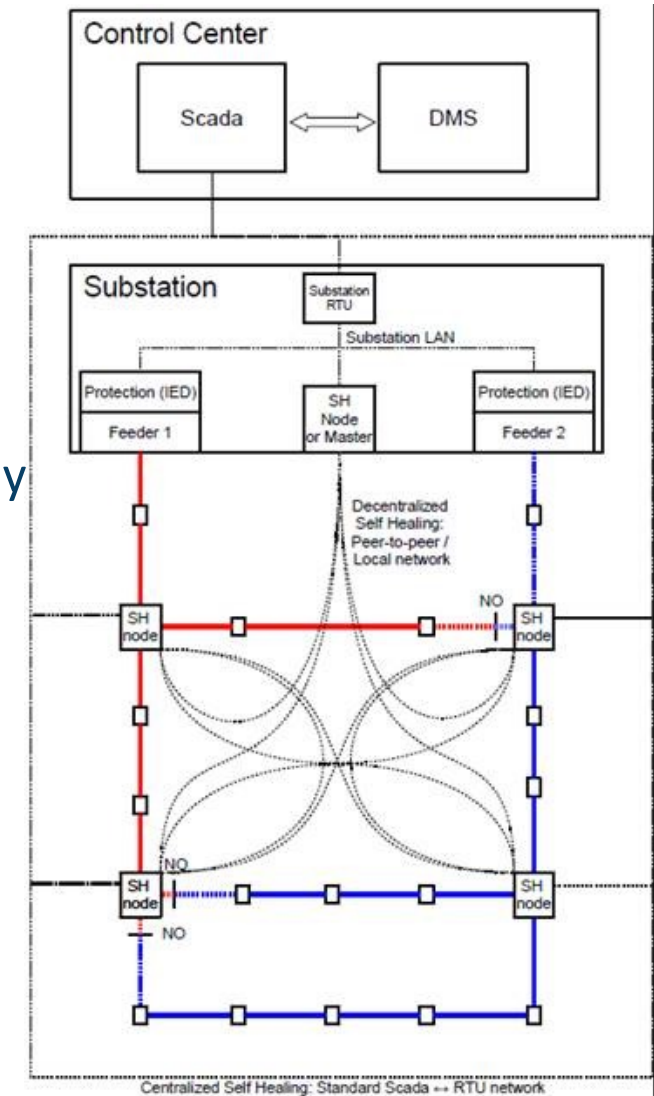 Control Center
Scada
DMS
Substation
Substation
RTU
Substation LAN
Protection (IED)
Feeder 1
SH
Node
or Master
Protection (IED)
Feeder 2
y
Decentralized
Self Healing:
Peer-to-peer /
Local network
NO
SH
node
SH
node
NO
SH
node
SH
node
NO
Centralized Self Healing: Standard Scada ↔ RTU network